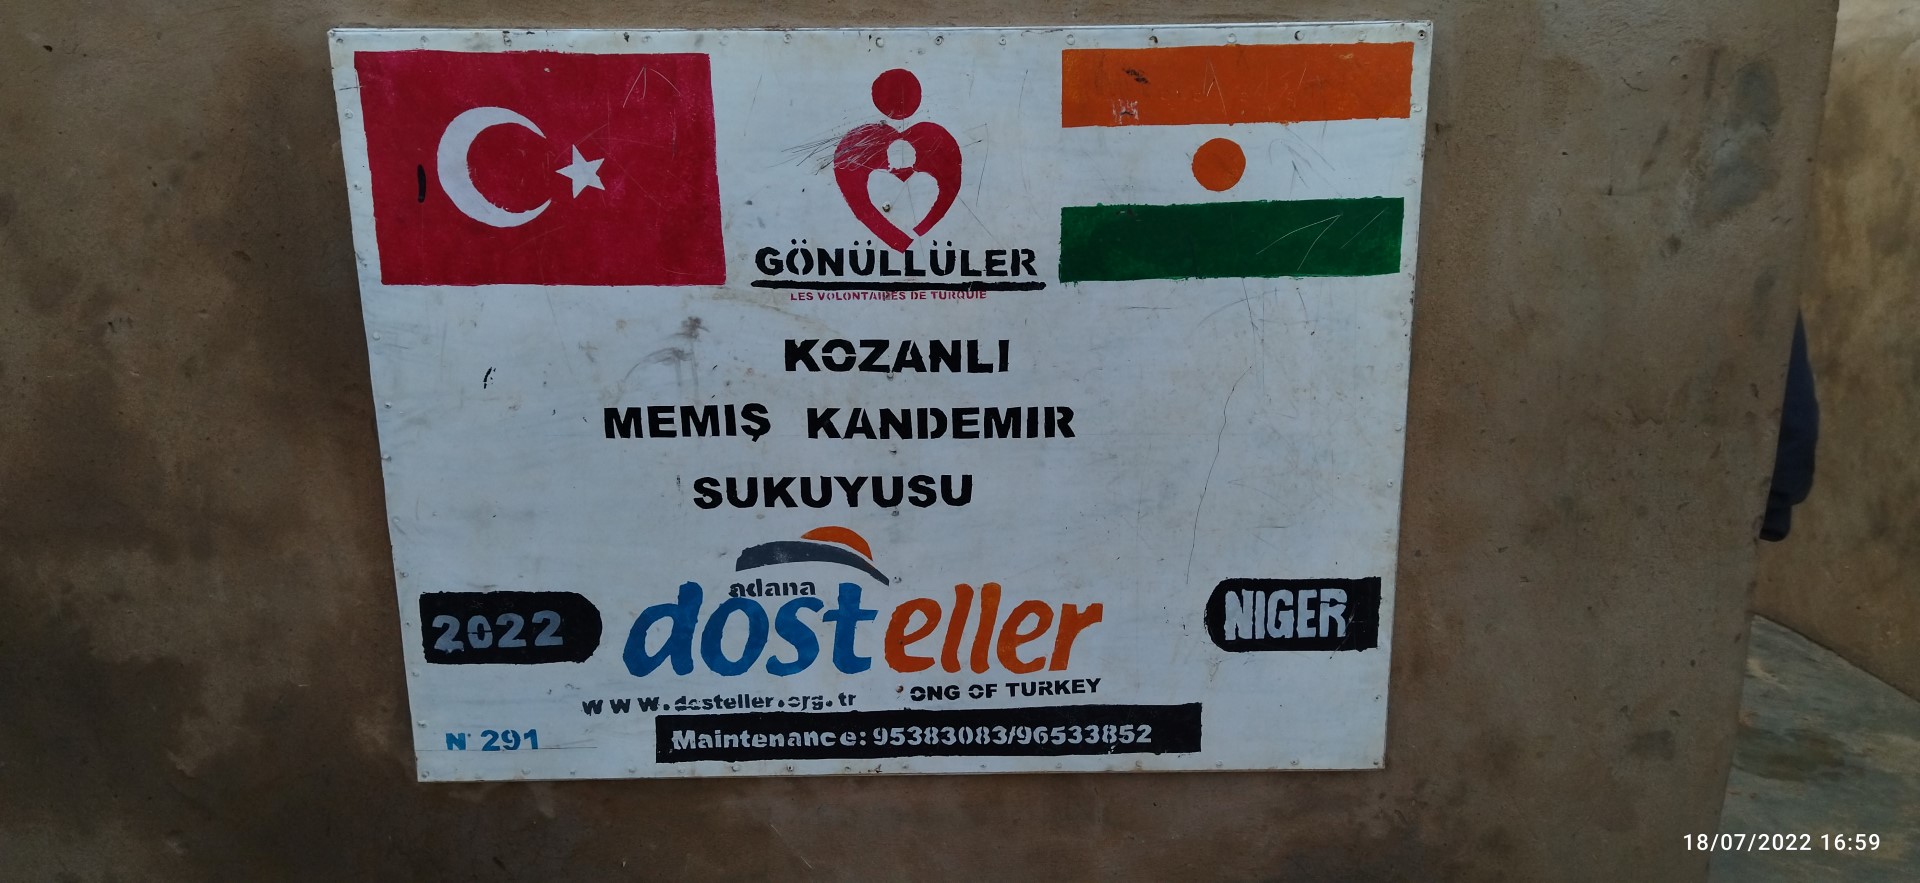 GÖNÜLLÜLER
LES VOLONTAIRES DE TURQUIE
KOZANLI
MEMIŞ KANDEMIR
SUKUYUSU
adana
dosteller
2022
NIGER
www.dosteller.org.tr
ONG OF TURKEY
N° 291
Maintenance: 95383083/96533852
18/07/2022 16:59